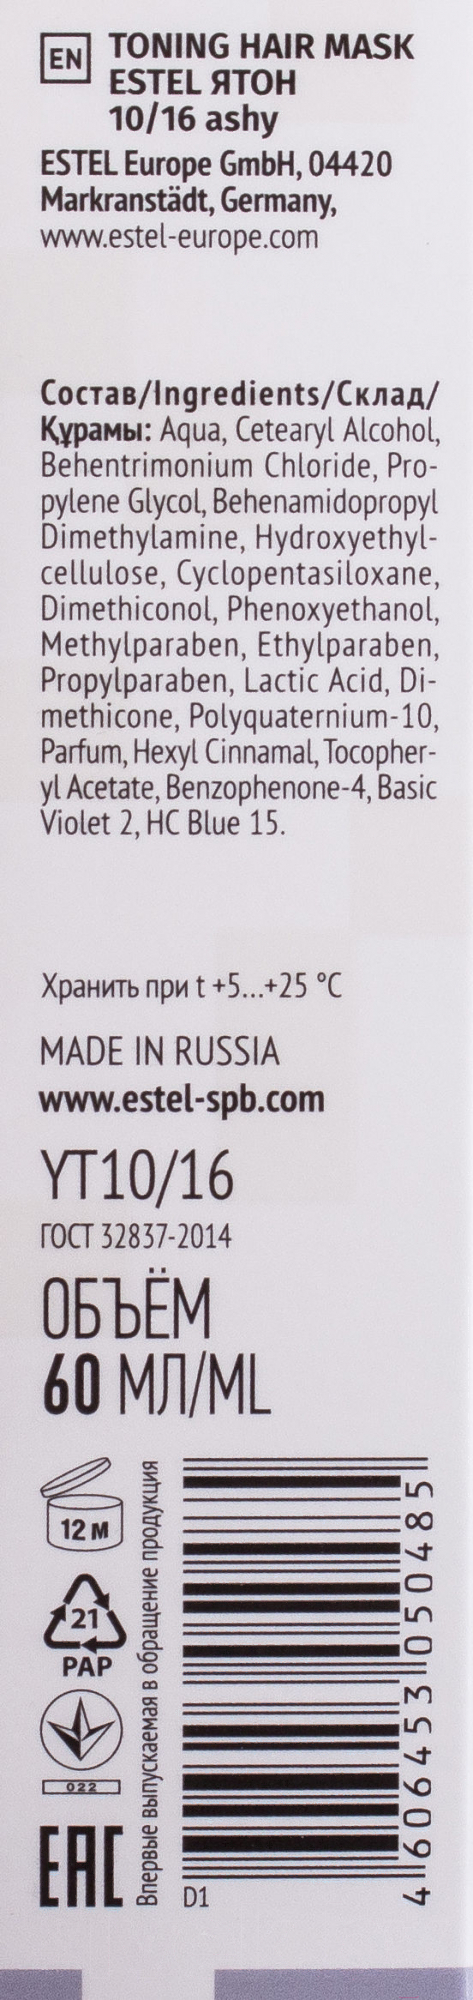 EN
TONING HAIR MASK
ESTEL ЯТОН
10/16 ashy
ESTEL Europe GmbH, 04420
Markranstädt, Germany,
www.estel-europe.com
Состав/Ingredients/Склад/
Құрамы: Aqua, Cetearyl Alcohol,
Behentrimonium Chloride, Pro-
pylene Glycol, Behenamidopropyl
Dimethylamine, Hydroxyethyl-
cellulose, Cyclopentasiloxane,
Dimethiconol, Phenoxyethanol,
Methylparaben, Ethylparaben,
Propylparaben, Lactic Acid, Di-
methicone, Polyquaternium-10,
Parfum, Hexyl Cinnamal, Tocopher-
yl Acetate, Benzophenone-4, Basic
Violet 2, HC Blue 15.
Хранить при t +5...+25 °C
MADE IN RUSSIA
www.estel-spb.com
YT10/16
ГОСТ 32837-2014
ОБЪЁМ
60 МЛ/ML
12 М
21
PAP
022
EAC
Впервые выпускаемая в обращение продукция
D1
4 606453 050485